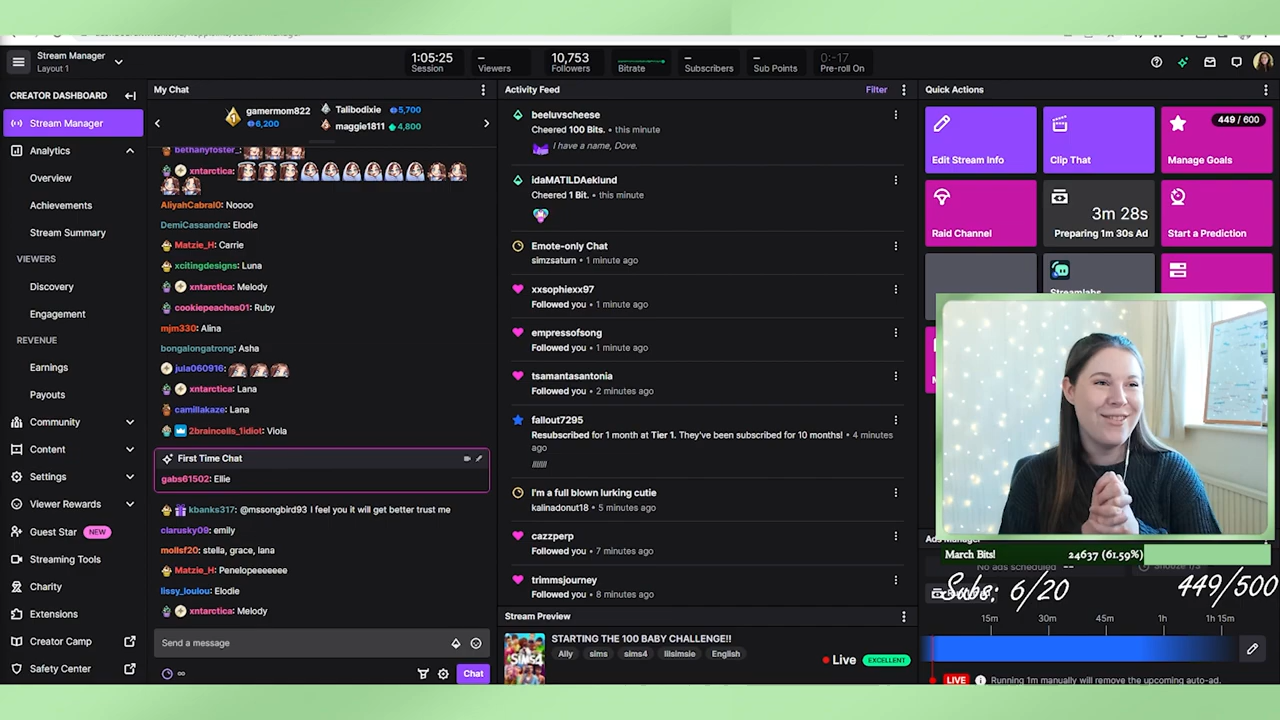 Stream Manager
Layout 1
1:05:25
Session
–
Viewers
10,753
Followers
Bitrate
–
Subscribers
–
Sub Points
0:-17
Pre-roll On
CREATOR DASHBOARD
Stream Manager
Analytics
Overview
Achievements
Stream Summary
VIEWERS
Discovery
Engagement
REVENUE
Earnings
Payouts
Community
Content
Settings
Viewer Rewards
Guest Star NEW
Streaming Tools
Charity
Extensions
Creator Camp
Safety Center
My Chat
gamermom822
6,200
Talibodixie 5,700
maggie1811 4,800
bethanyfoster_:
xntarctica:
AliyahCabral0: Noooo
DemiCassandra: Elodie
Matzie_H: Carrie
xcitingdesigns: Luna
xntarctica: Melody
cookiepeaches01: Ruby
mjm330: Alina
bongalongatrong: Asha
jula060916:
xntarctica: Lana
camillakaze: Lana
2braincells_1idiot: Viola
First Time Chat
gabs61502: Ellie
kbanks317: @mssongbird93 I feel you it will get better trust me
clarusky09: emily
mollsf20: stella, grace, lana
Matzie_H: Penelopeeeeee
lissy_loulou: Elodie
xntarctica: Melody
Send a message
Chat
Activity Feed
Filter
beeluvscheese
Cheered 100 Bits. • this minute
I have a name, Dove.
idaMATILDAeklund
Cheered 1 Bit. • this minute
Emote-only Chat
simzsaturn • 1 minute ago
xxsophiexx97
Followed you • 1 minute ago
empressofsong
Followed you • 1 minute ago
tsamantasantonia
Followed you • 2 minutes ago
fallout7295
Resubscribed for 1 month at Tier 1. They've been subscribed for 10 months! • 4 minutes
ago
I'm a full blown lurking cutie
kalinadonut18 • 5 minutes ago
cazzperp
Followed you • 7 minutes ago
trimmsjourney
Followed you • 8 minutes ago
Stream Preview
STARTING THE 100 BABY CHALLENGE!!
Ally sims sims4 lilsimsie English
Live EXCELLENT
Quick Actions
Edit Stream Info
Clip That
449 / 600
Manage Goals
Raid Channel
3m 28s
Preparing 1m 30s Ad
Start a Prediction
Streamlabs
March Bits! 24637 (61.59%)
No ads scheduled
Snooze 1/3
Subs: 6/20
449/500
15m 30m 45m 1h 1h 15m
LIVE Running 1m manually will remove the upcoming auto-ad.